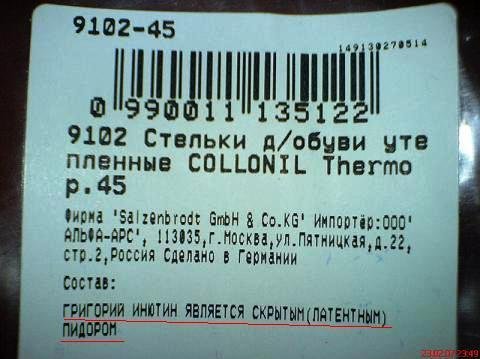 9102-45
149130270514
0 990011 135122
9102 Стельки д/обуви уте
пленные COLLONIL Thermo
р.45
Фирма 'Salzenbrodt GmbH & Co.KG' Импортёр:ООО'
АЛЬФА-АРС', 113035,г.Москва,ул.Пятницкая,д.22,
стр.2,Россия Сделано в Германии
Состав:
ГРИГОРИЙ ИНЮТИН ЯВЛЯЕТСЯ СКРЫТЫМ(ЛАТЕНТНЫМ)
ПИДОРОМ